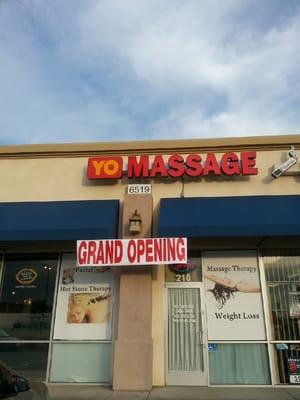 YO MASSAGE
6519
Facial
GRAND OPENING
Hot Stone Therapy
210
Massage Therapy
Weight Loss